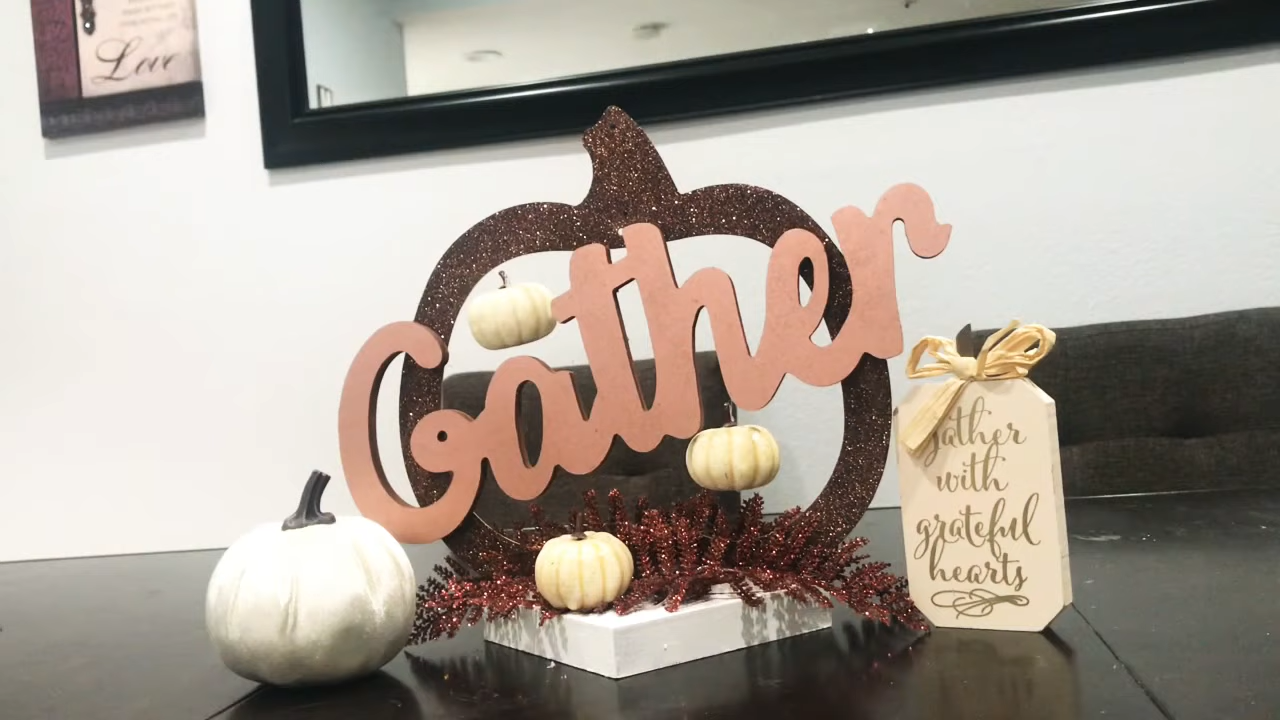 Love
Gather
gather
with
grateful
hearts